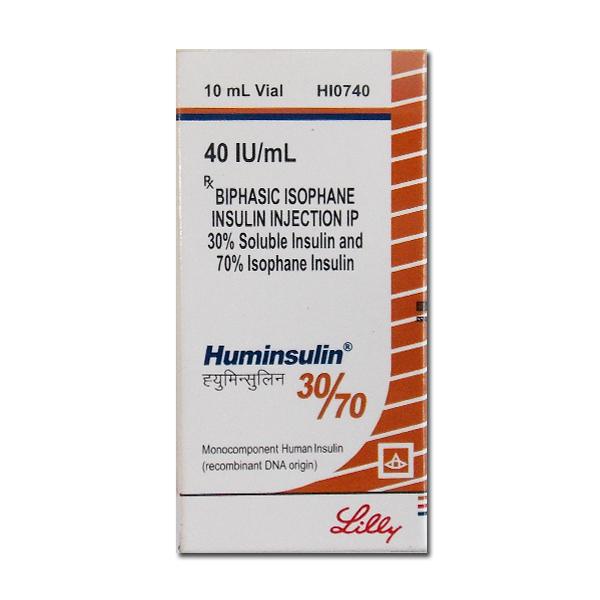 10 mL Vial HI0740
40 IU/mL
℞ BIPHASIC ISOPHANE
INSULIN INJECTION IP
30% Soluble Insulin and
70% Isophane Insulin
Huminsulin®
ह्युमिन्सुलिन
30/70
Monocomponent Human Insulin
(recombinant DNA origin)
Lilly